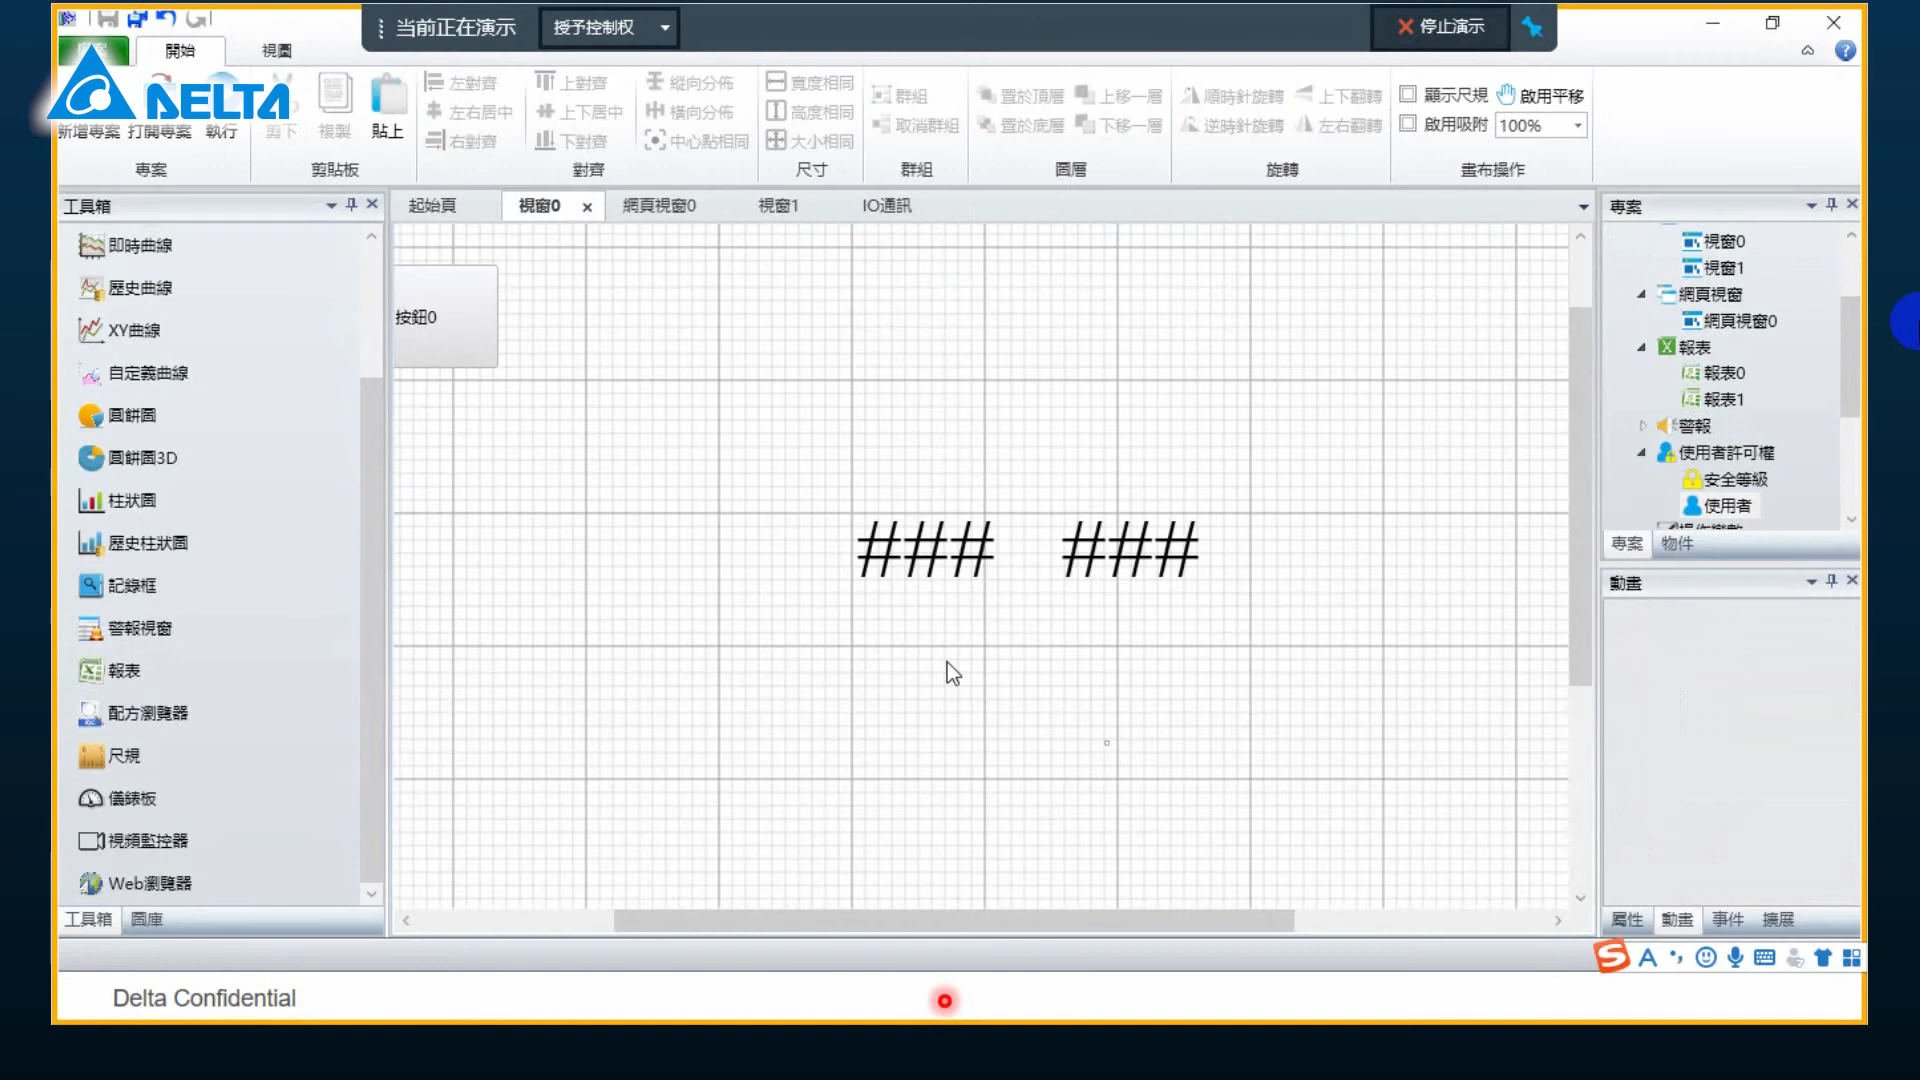 当前正在演示
授予控制权
停止演示
開始
視圖
DELTA
新增專案
打開專案
執行
剪下
複製
貼上
左對齊
左右居中
右對齊
上對齊
上下居中
下對齊
縱向分佈
橫向分佈
中心點相同
寬度相同
高度相同
大小相同
群組
取消群組
置於頂層
置於底層
上移一層
下移一層
順時針旋轉
逆時針旋轉
上下翻轉
左右翻轉
顯示尺規
啟用平移
啟用吸附
100%
專案
剪貼板
對齊
尺寸
群組
圖層
旋轉
畫布操作
工具箱
即時曲線
歷史曲線
XY曲線
自定義曲線
圓餅圖
圓餅圖3D
柱狀圖
歷史柱狀圖
記錄框
警報視窗
報表
配方瀏覽器
尺規
儀錶板
視頻監控器
Web瀏覽器
工具箱
圖庫
起始頁
視窗0
網頁視窗0
視窗1
IO通訊
按鈕0
### ###
專案
視窗0
視窗1
網頁視窗
網頁視窗0
報表
報表0
報表1
警報
使用者許可權
安全等級
使用者
專案
物件
動畫
屬性
動畫
事件
擴展
Delta Confidential